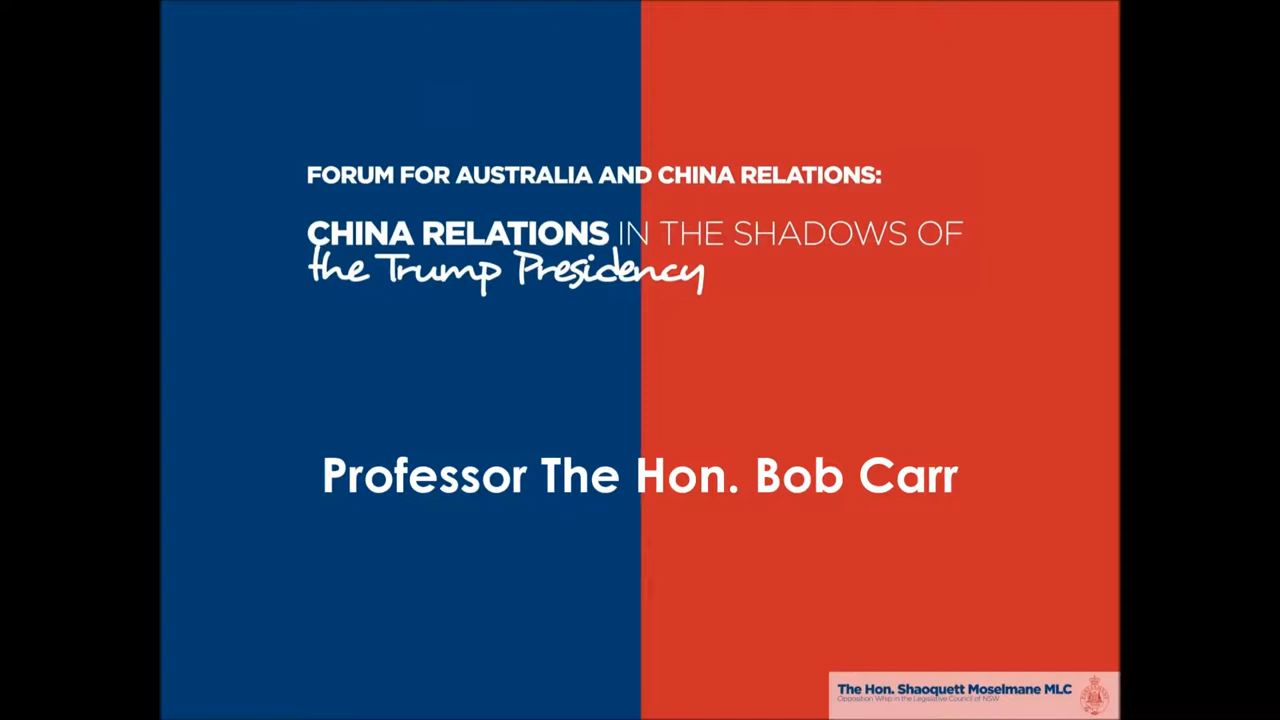 FORUM FOR AUSTRALIA AND CHINA RELATIONS:
CHINA RELATIONS IN THE SHADOWS OF
the Trump Presidency
Professor The Hon. Bob Carr
The Hon. Shaoquett Moselmane MLC
Opposition Whip in the Legislative Council of NSW